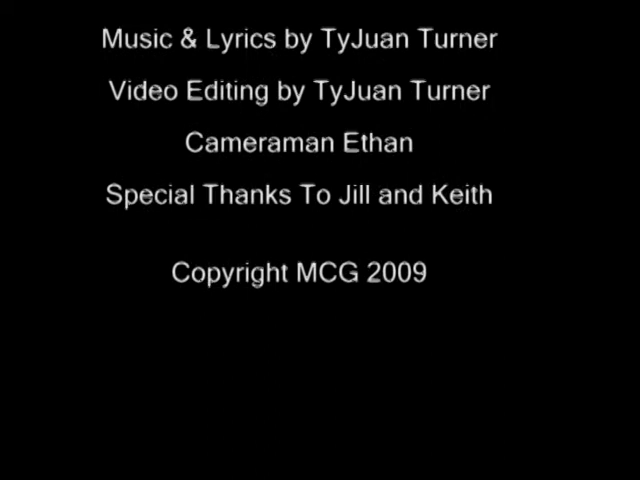 Music & Lyrics by TyJuan Turner
Video Editing by TyJuan Turner
Cameraman Ethan
Special Thanks To Jill and Keith
Copyright MCG 2009